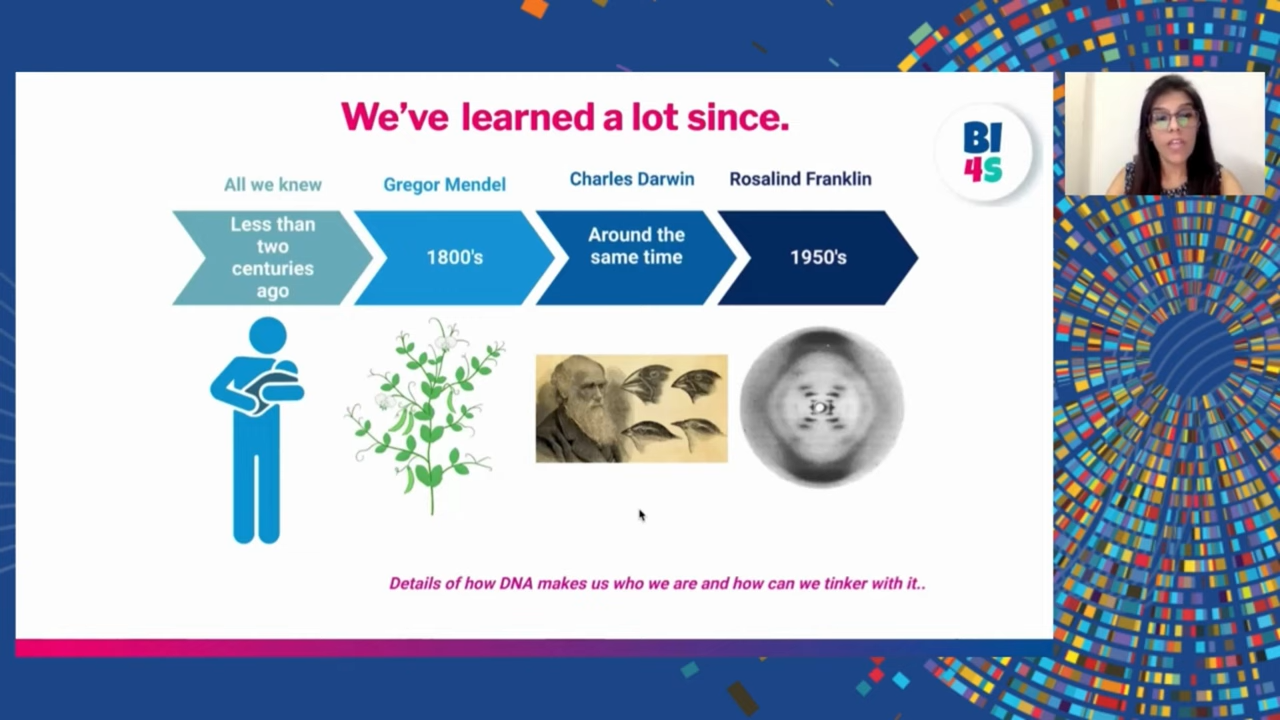 We've learned a lot since.
BI
4S
All we knew
Gregor Mendel
Charles Darwin
Rosalind Franklin
Less than
two
centuries
ago
1800's
Around the
same time
1950's
Details of how DNA makes us who we are and how can we tinker with it..